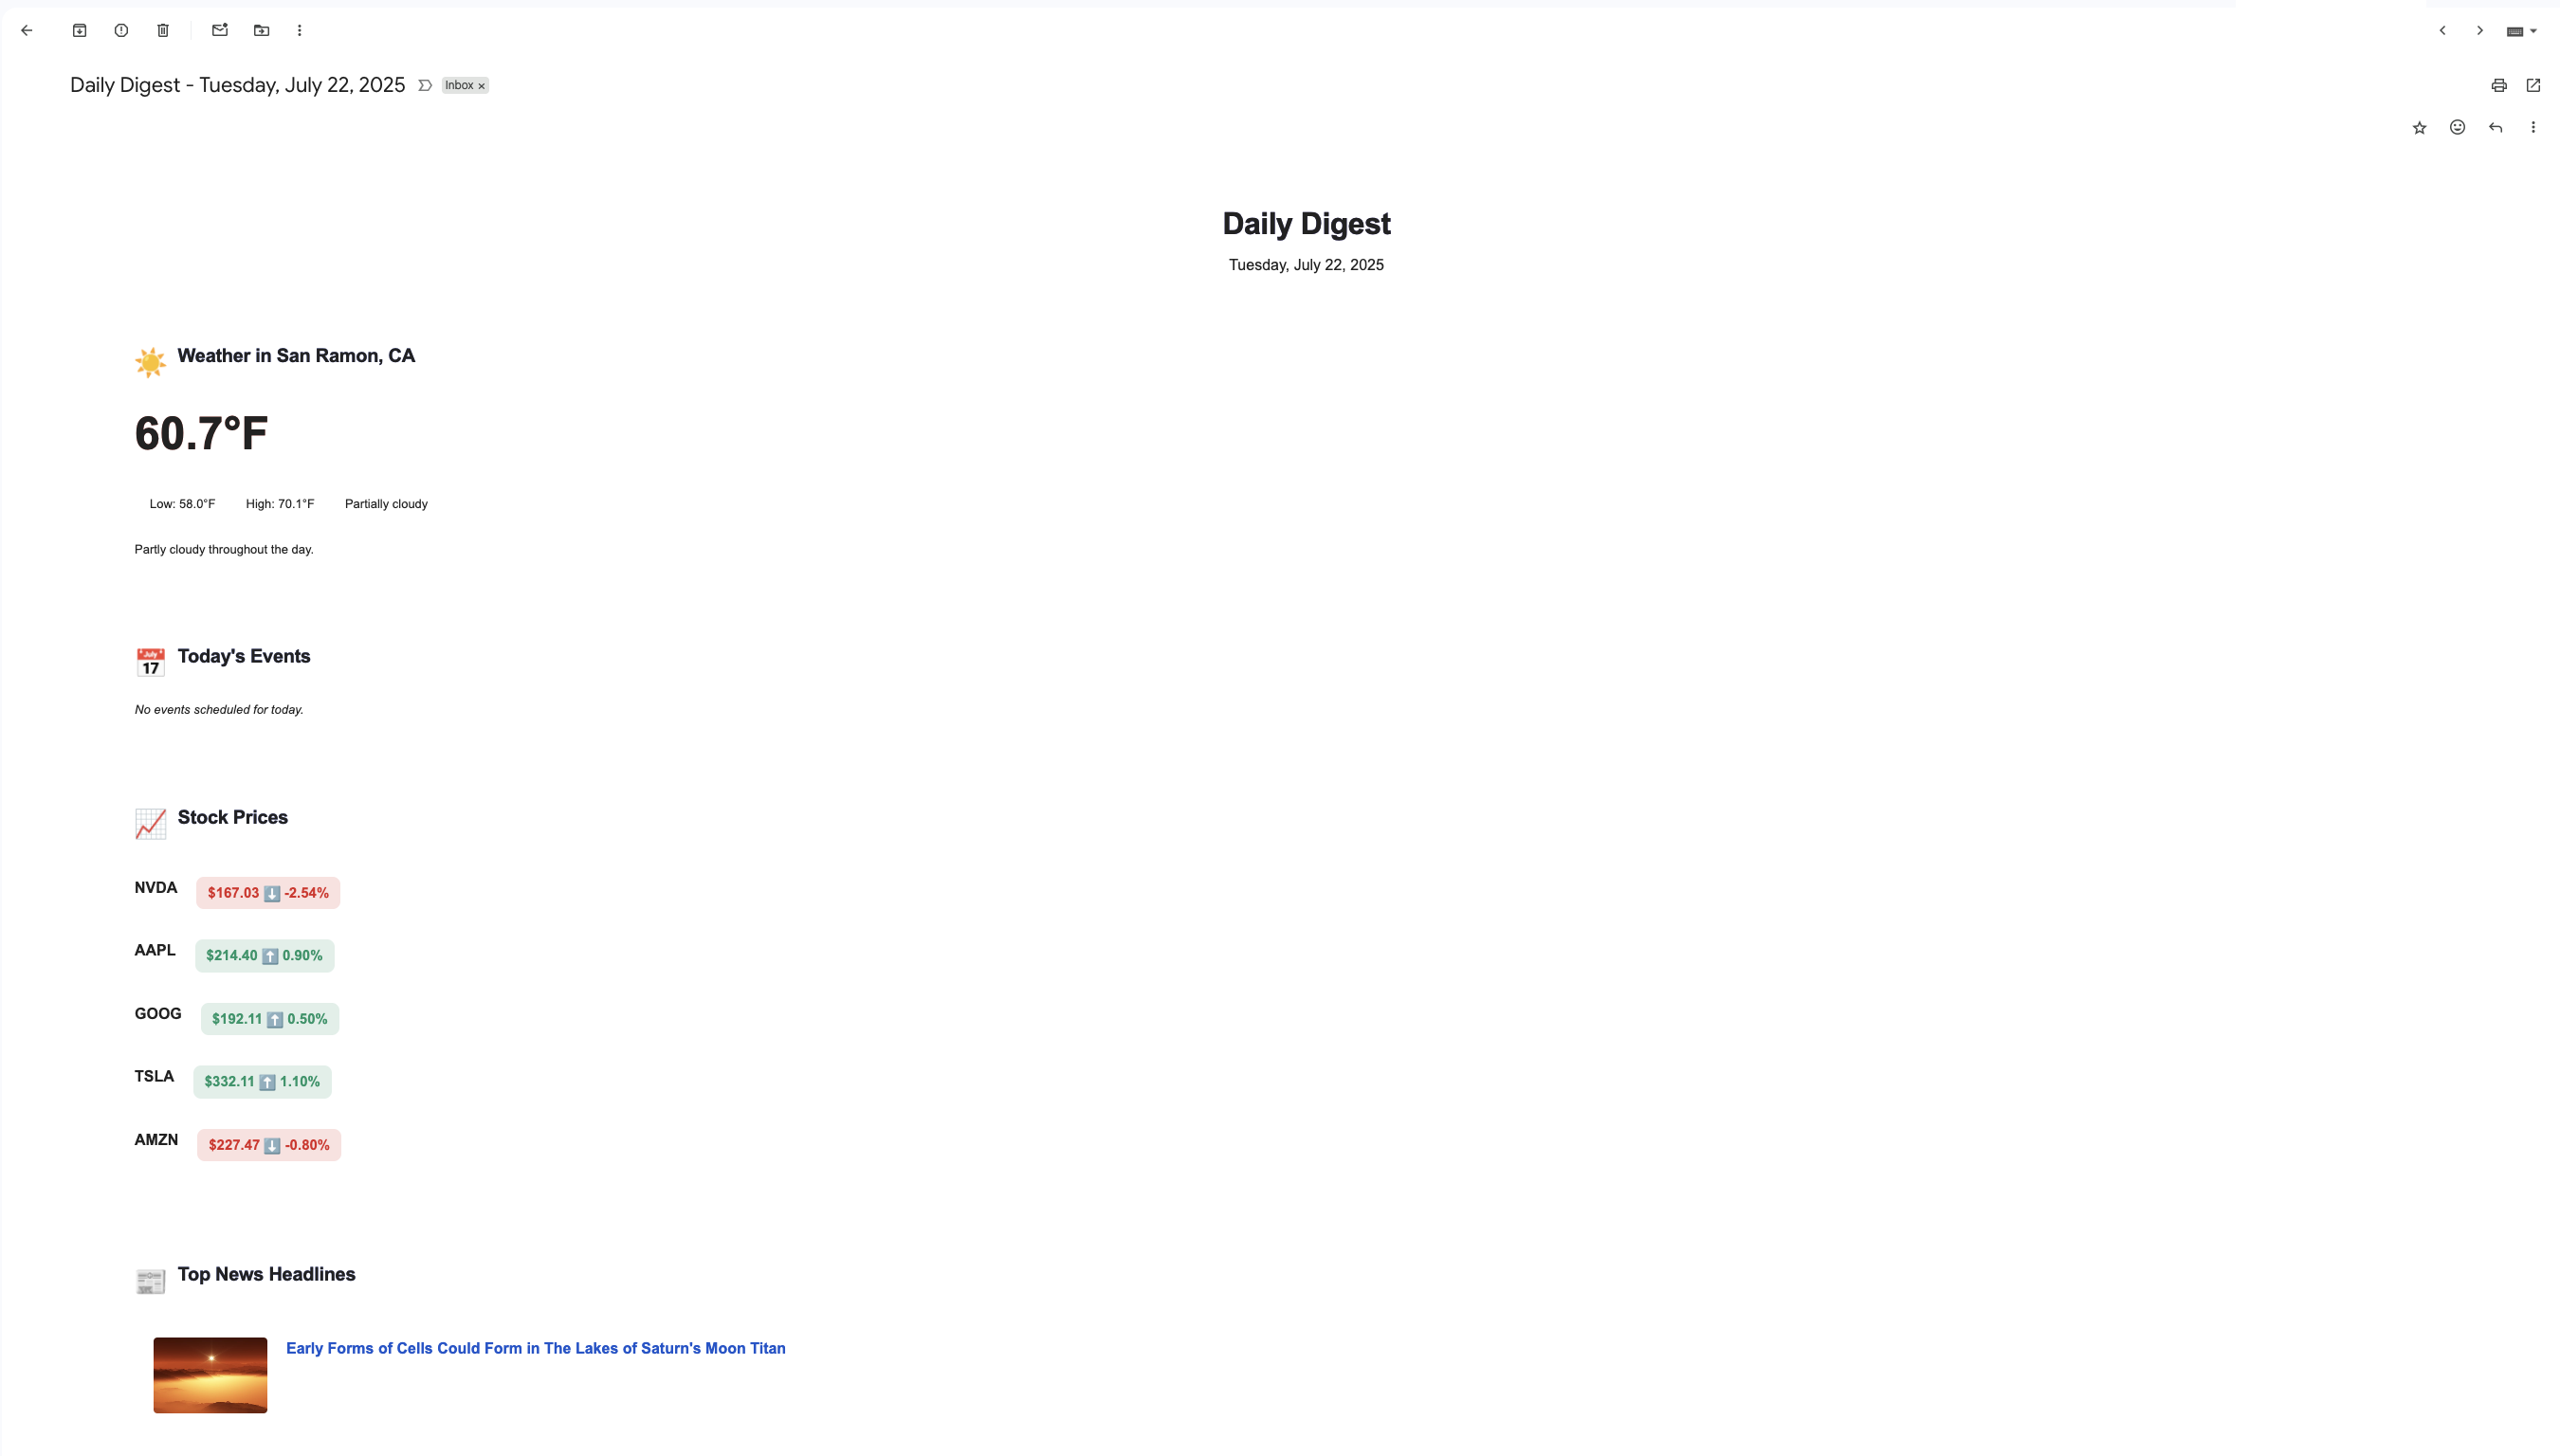 Daily Digest - Tuesday, July 22, 2025 Inbox ×
Daily Digest
Tuesday, July 22, 2025
☀️ Weather in San Ramon, CA
60.7°F
Low: 58.0°F High: 70.1°F Partially cloudy
Partly cloudy throughout the day.
July
17
Today's Events
No events scheduled for today.
Stock Prices
NVDA $167.03 ⬇️ -2.54%
AAPL $214.40 ⬆️ 0.90%
GOOG $192.11 ⬆️ 0.50%
TSLA $332.11 ⬆️ 1.10%
AMZN $227.47 ⬇️ -0.80%
Top News Headlines
Early Forms of Cells Could Form in The Lakes of Saturn's Moon Titan